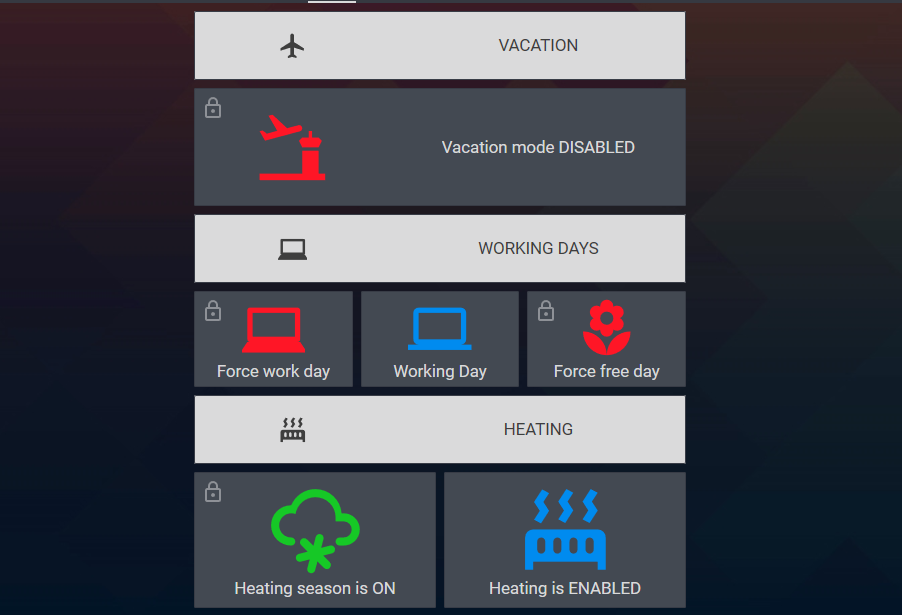 VACATION
Vacation mode DISABLED
WORKING DAYS
Force work day
Working Day
Force free day
HEATING
Heating season is ON
Heating is ENABLED